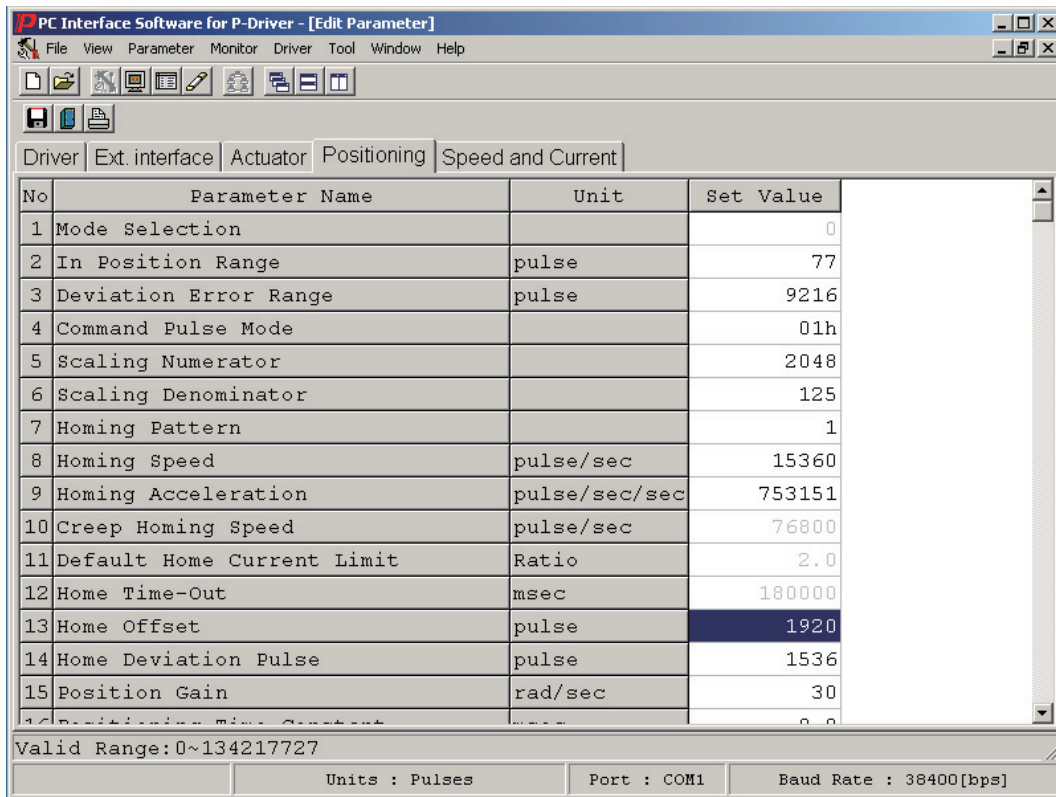 PC Interface Software for P-Driver - [Edit Parameter]
File View Parameter Monitor Driver Tool Window Help
Driver Ext. interface Actuator Positioning Speed and Current
No Parameter Name Unit Set Value
1 Mode Selection 0
2 In Position Range pulse 77
3 Deviation Error Range pulse 9216
4 Command Pulse Mode 01h
5 Scaling Numerator 2048
6 Scaling Denominator 125
7 Homing Pattern 1
8 Homing Speed pulse/sec 15360
9 Homing Acceleration pulse/sec/sec 753151
10 Creep Homing Speed pulse/sec 76800
11 Default Home Current Limit Ratio 2.0
12 Home Time-Out msec 180000
13 Home Offset pulse 1920
14 Home Deviation Pulse pulse 1536
15 Position Gain rad/sec 30
Valid Range:0~134217727
Units : Pulses Port : COM1 Baud Rate : 38400[bps]